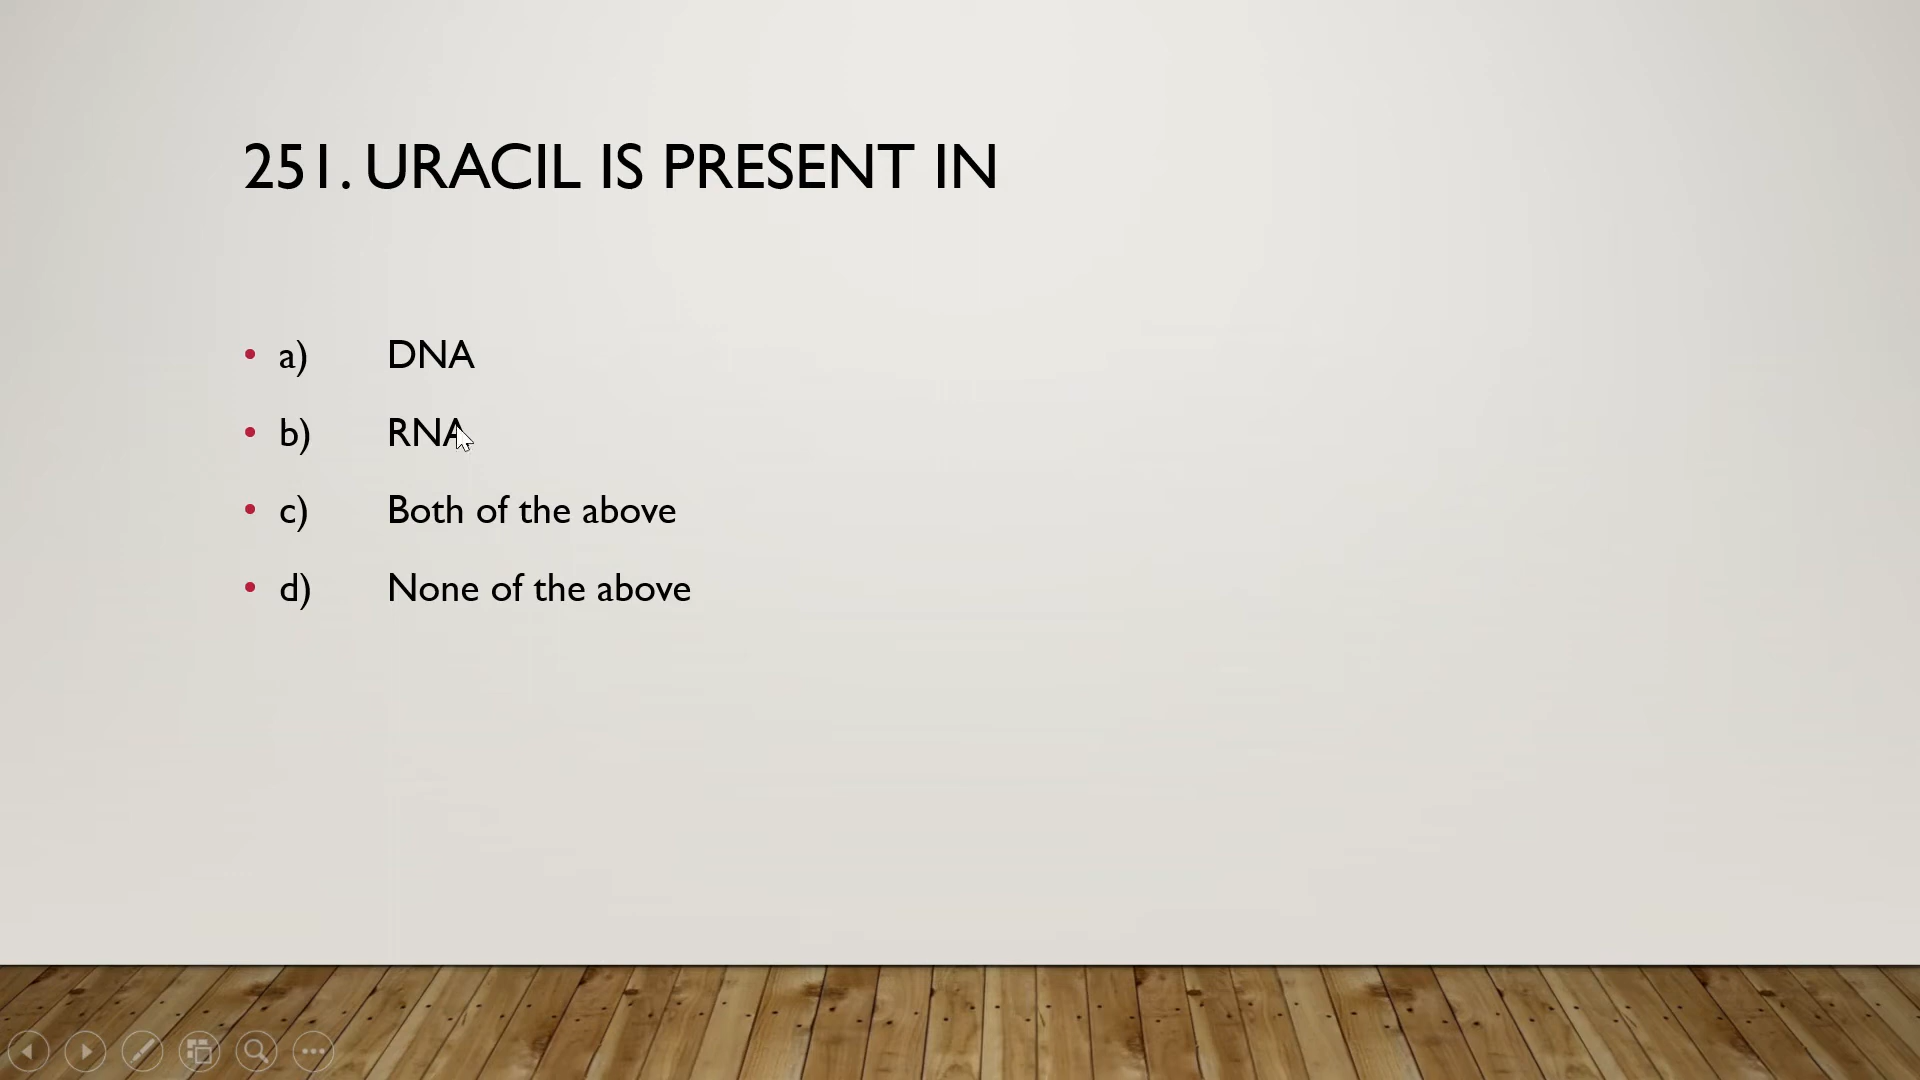 251. URACIL IS PRESENT IN
• a) DNA
• b) RNA
• c) Both of the above
• d) None of the above